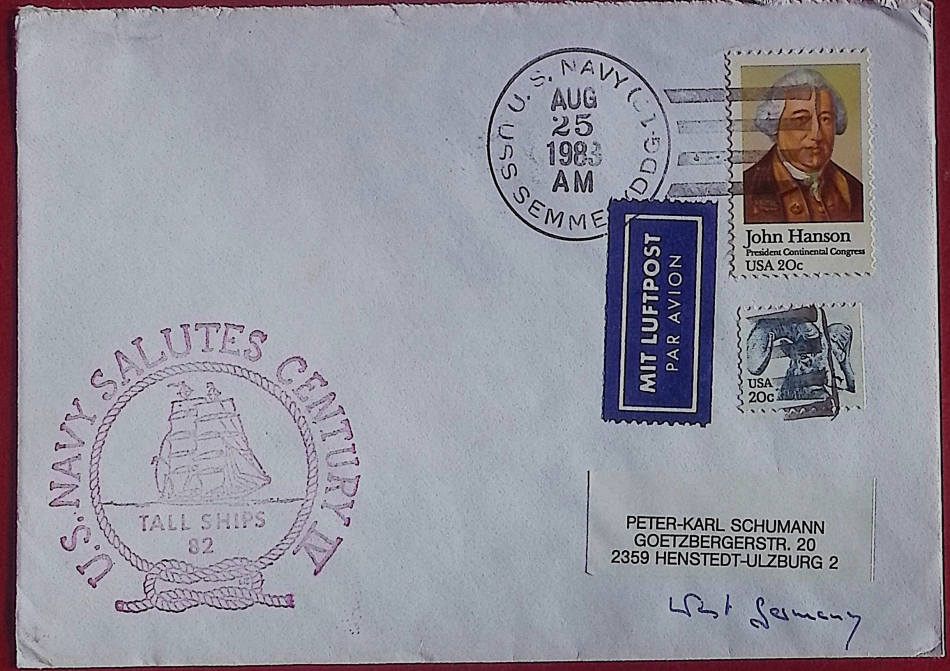 U.S. NAVY
USS SEMMES (DDG-18)
AUG
25
1983
AM
John Hanson
President Continental Congress
USA 20c
MIT LUFTPOST
PAR AVION
USA
20c
U.S. NAVY SALUTES CENTURY IV
TALL SHIPS
82
PETER-KARL SCHUMANN
GOETZBERGERSTR. 20
2359 HENSTEDT-ULZBURG 2
West Germany